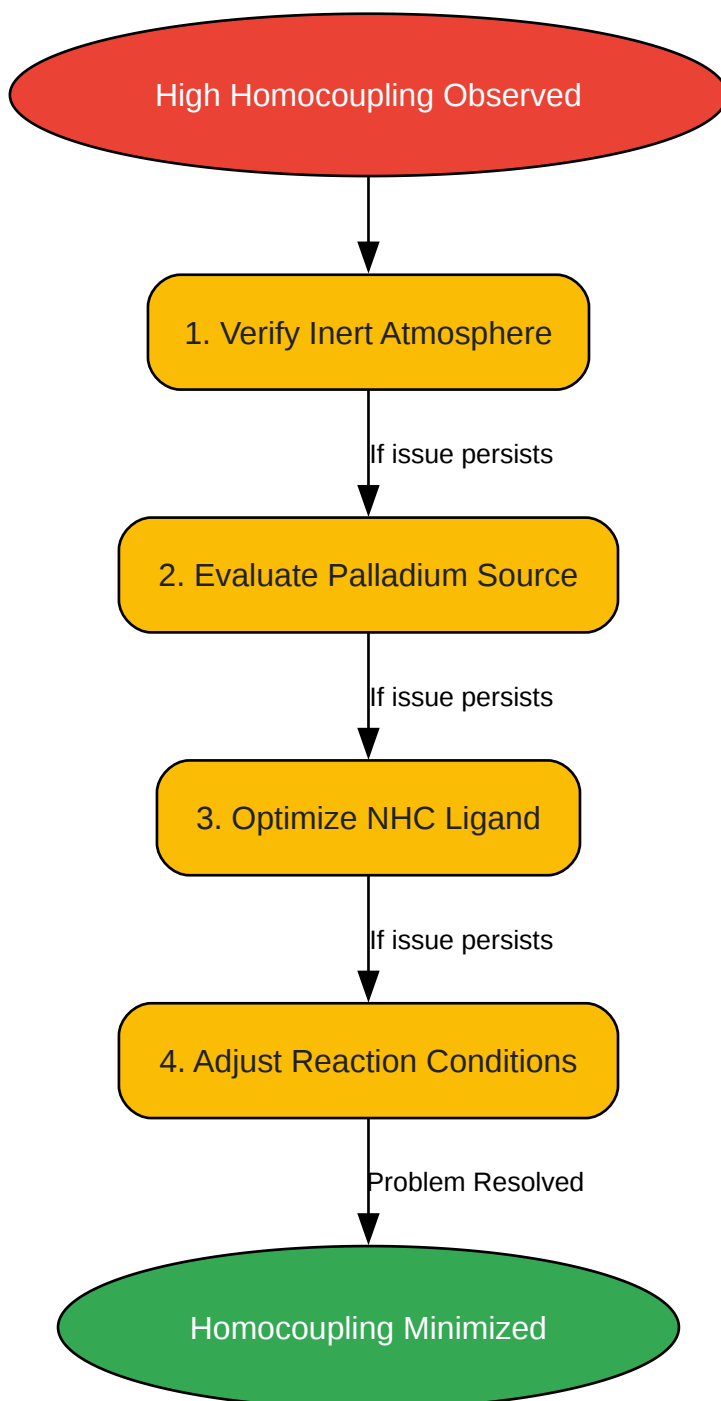 High Homocoupling Observed
1. Verify Inert Atmosphere
If issue persists
2. Evaluate Palladium Source
If issue persists
3. Optimize NHC Ligand
If issue persists
4. Adjust Reaction Conditions
Problem Resolved
Homocoupling Minimized